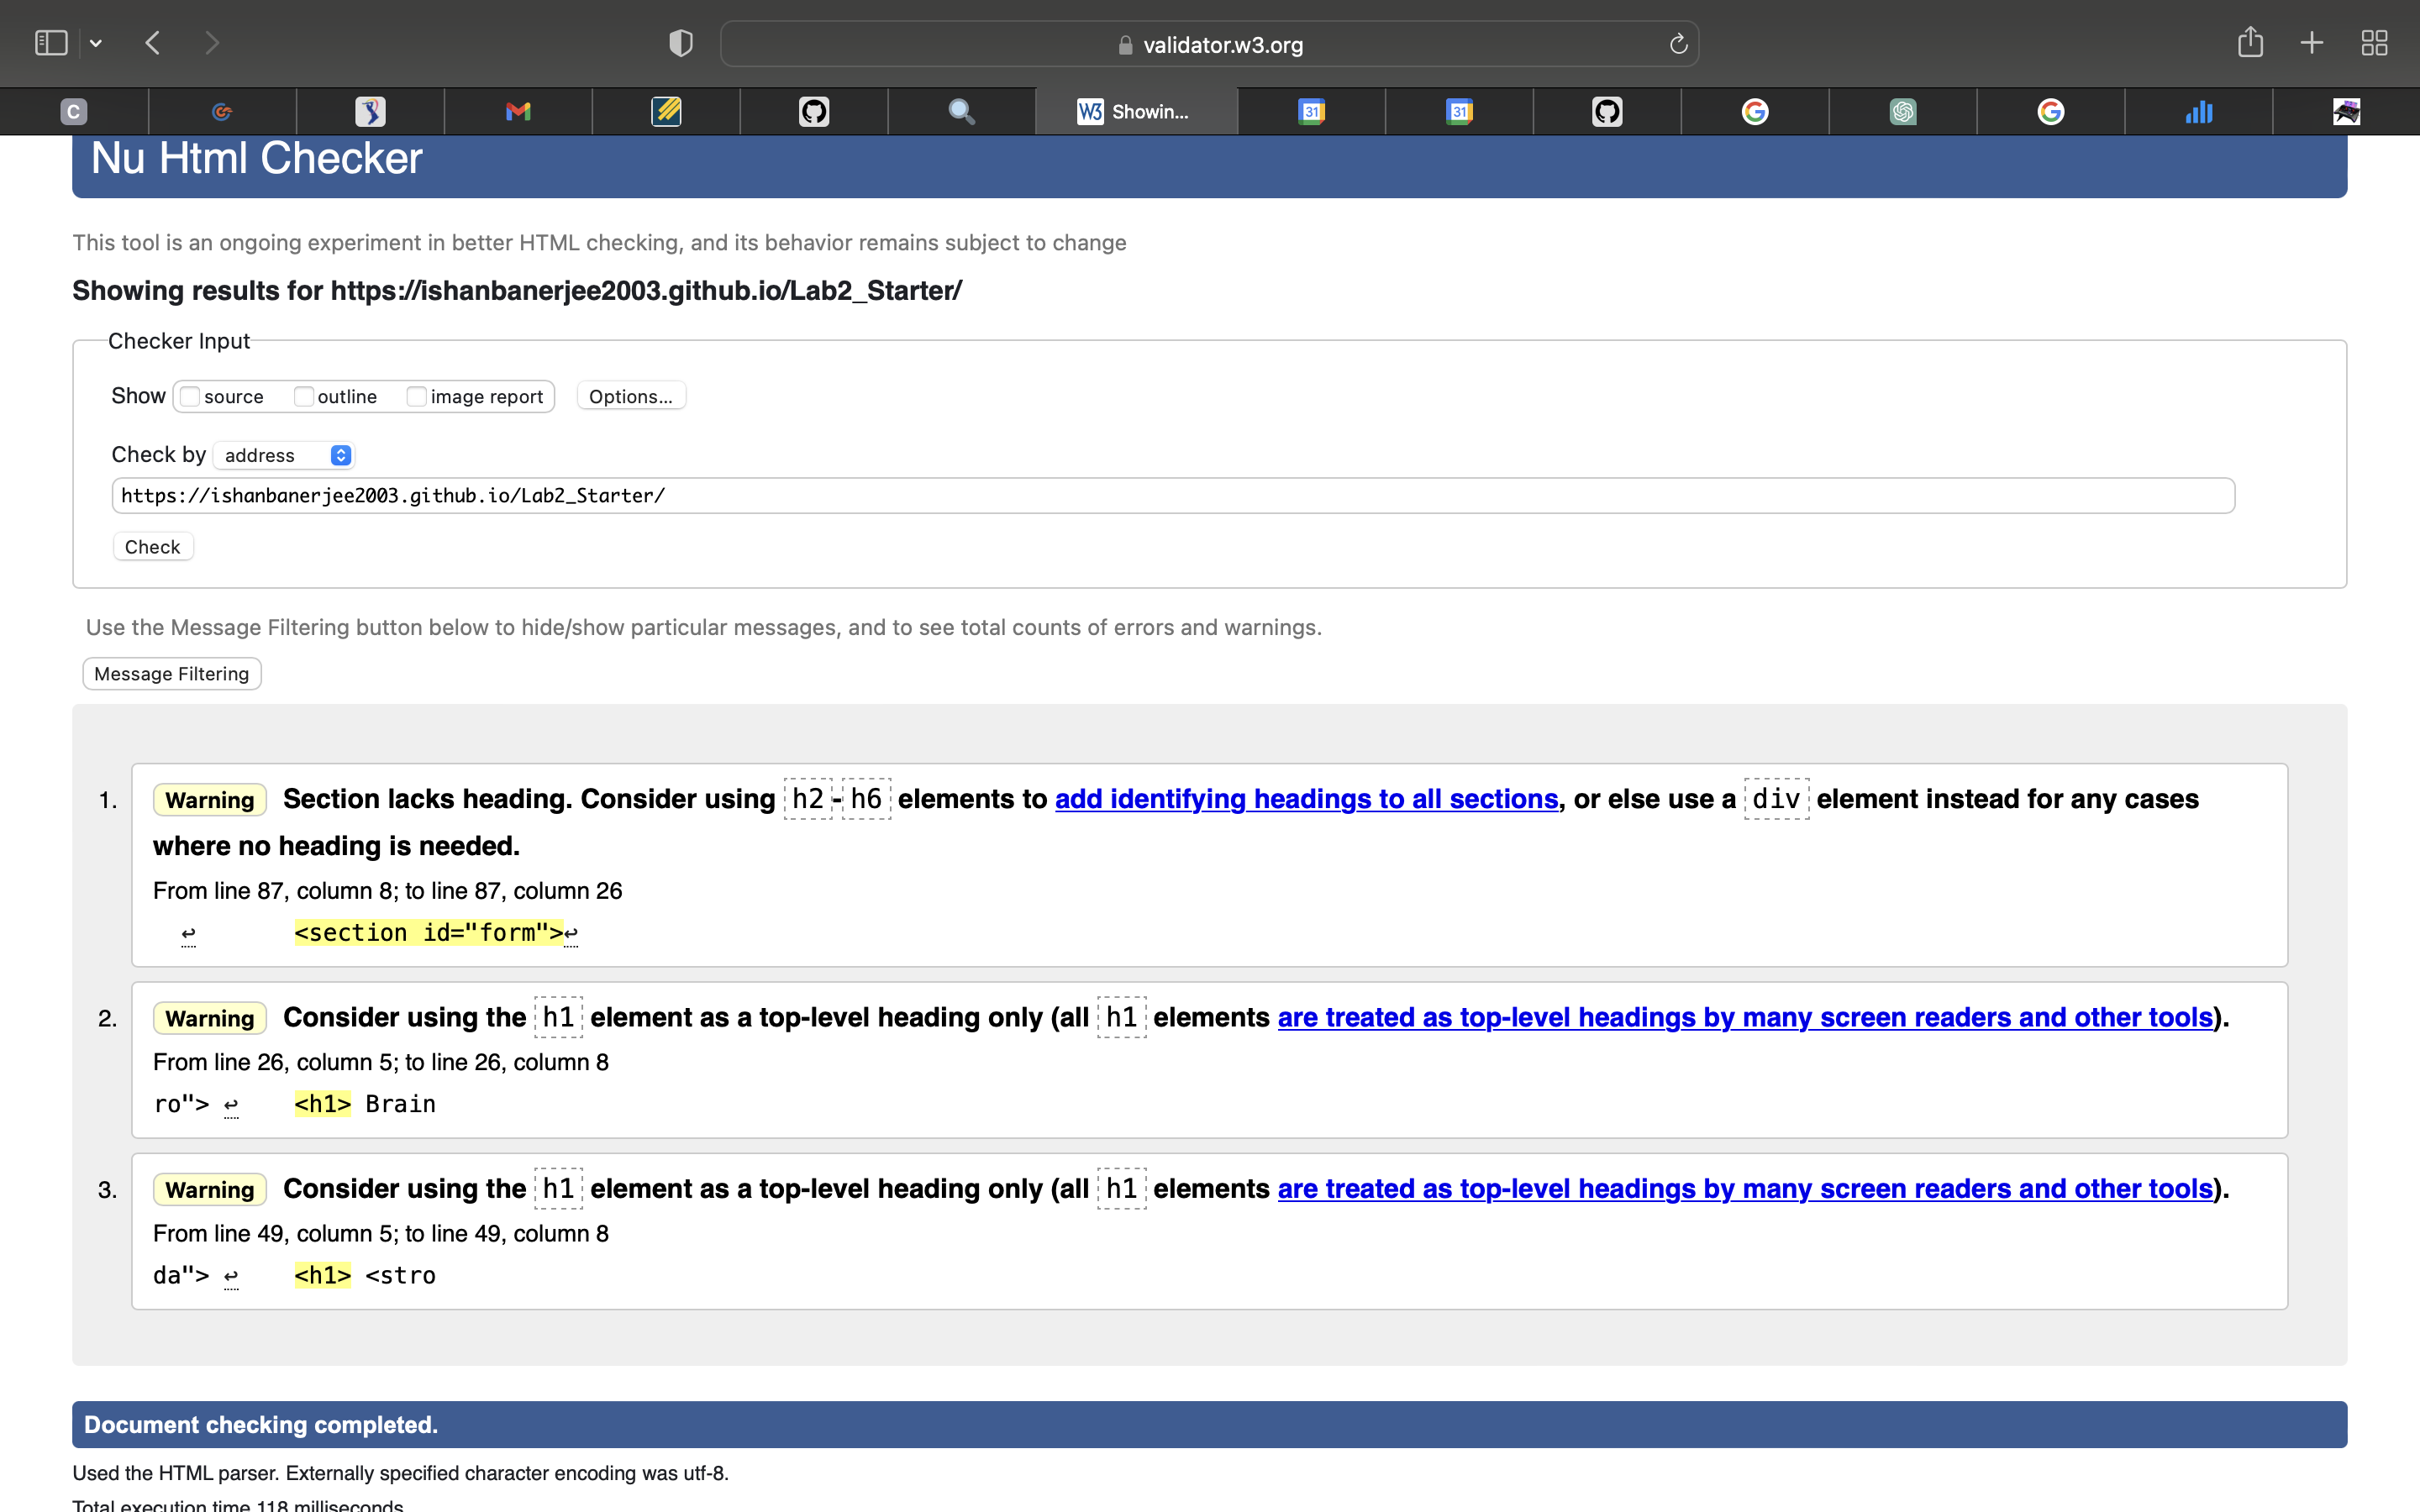 validator.w3.org
C
W3 Showin...
31
31
Nu Html Checker
This tool is an ongoing experiment in better HTML checking, and its behavior remains subject to change
Showing results for https://ishanbanerjee2003.github.io/Lab2_Starter/
Checker Input
Show source outline image report Options...
Check by address
https://ishanbanerjee2003.github.io/Lab2_Starter/
Check
Use the Message Filtering button below to hide/show particular messages, and to see total counts of errors and warnings.
Message Filtering
1. Warning Section lacks heading. Consider using h2-h6 elements to add identifying headings to all sections, or else use a div element instead for any cases
where no heading is needed.
From line 87, column 8; to line 87, column 26
↩ <section id="form">↩
2. Warning Consider using the h1 element as a top-level heading only (all h1 elements are treated as top-level headings by many screen readers and other tools).
From line 26, column 5; to line 26, column 8
ro"> ↩ <h1> Brain
3. Warning Consider using the h1 element as a top-level heading only (all h1 elements are treated as top-level headings by many screen readers and other tools).
From line 49, column 5; to line 49, column 8
da"> ↩ <h1> <stro
Document checking completed.
Used the HTML parser. Externally specified character encoding was utf-8.
Total execution time 118 milliseconds.